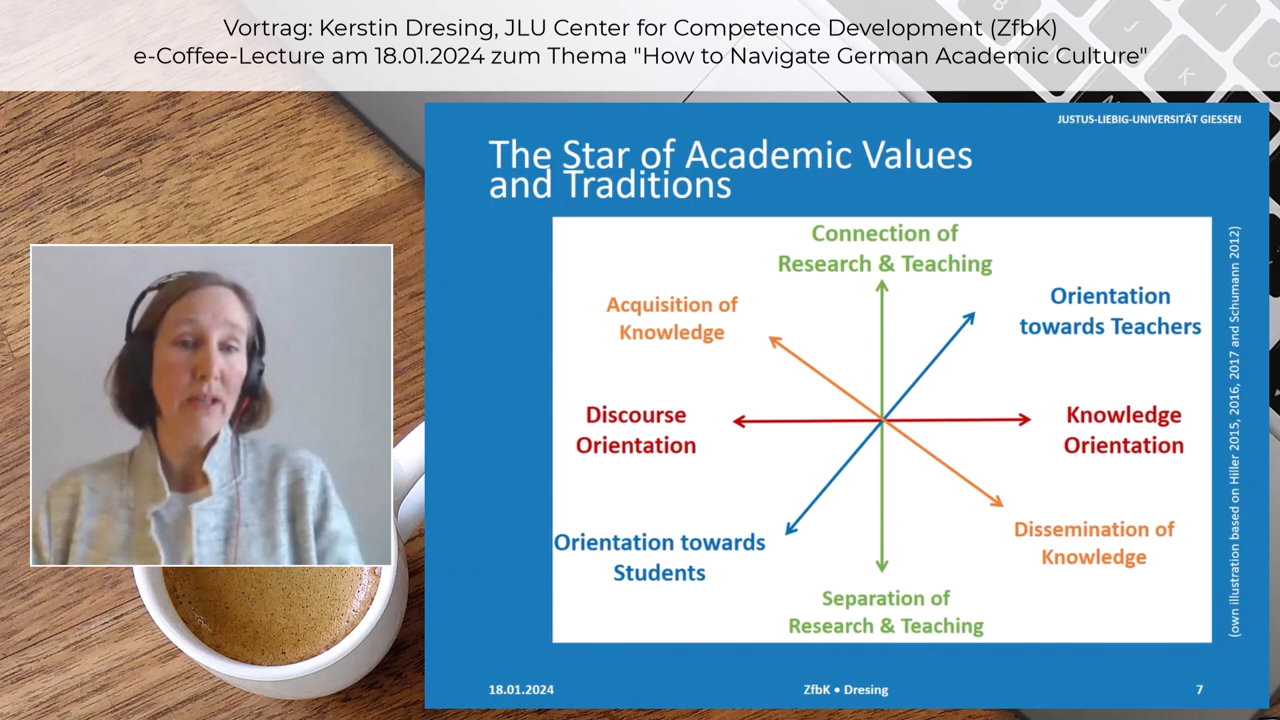 Vortrag: Kerstin Dresing, JLU Center for Competence Development (ZfbK)
e-Coffee-Lecture am 18.01.2024 zum Thema "How to Navigate German Academic Culture"
JUSTUS-LIEBIG-UNIVERSITÄT GIESSEN
The Star of Academic Values
and Traditions
Connection of
Research & Teaching
Acquisition of
Knowledge
Orientation
towards Teachers
Discourse
Orientation
Knowledge
Orientation
Orientation towards
Students
Dissemination of
Knowledge
Separation of
Research & Teaching
(own illustration based on Hiller 2015, 2016, 2017 and Schumann 2012)
18.01.2024
ZfbK • Dresing
7